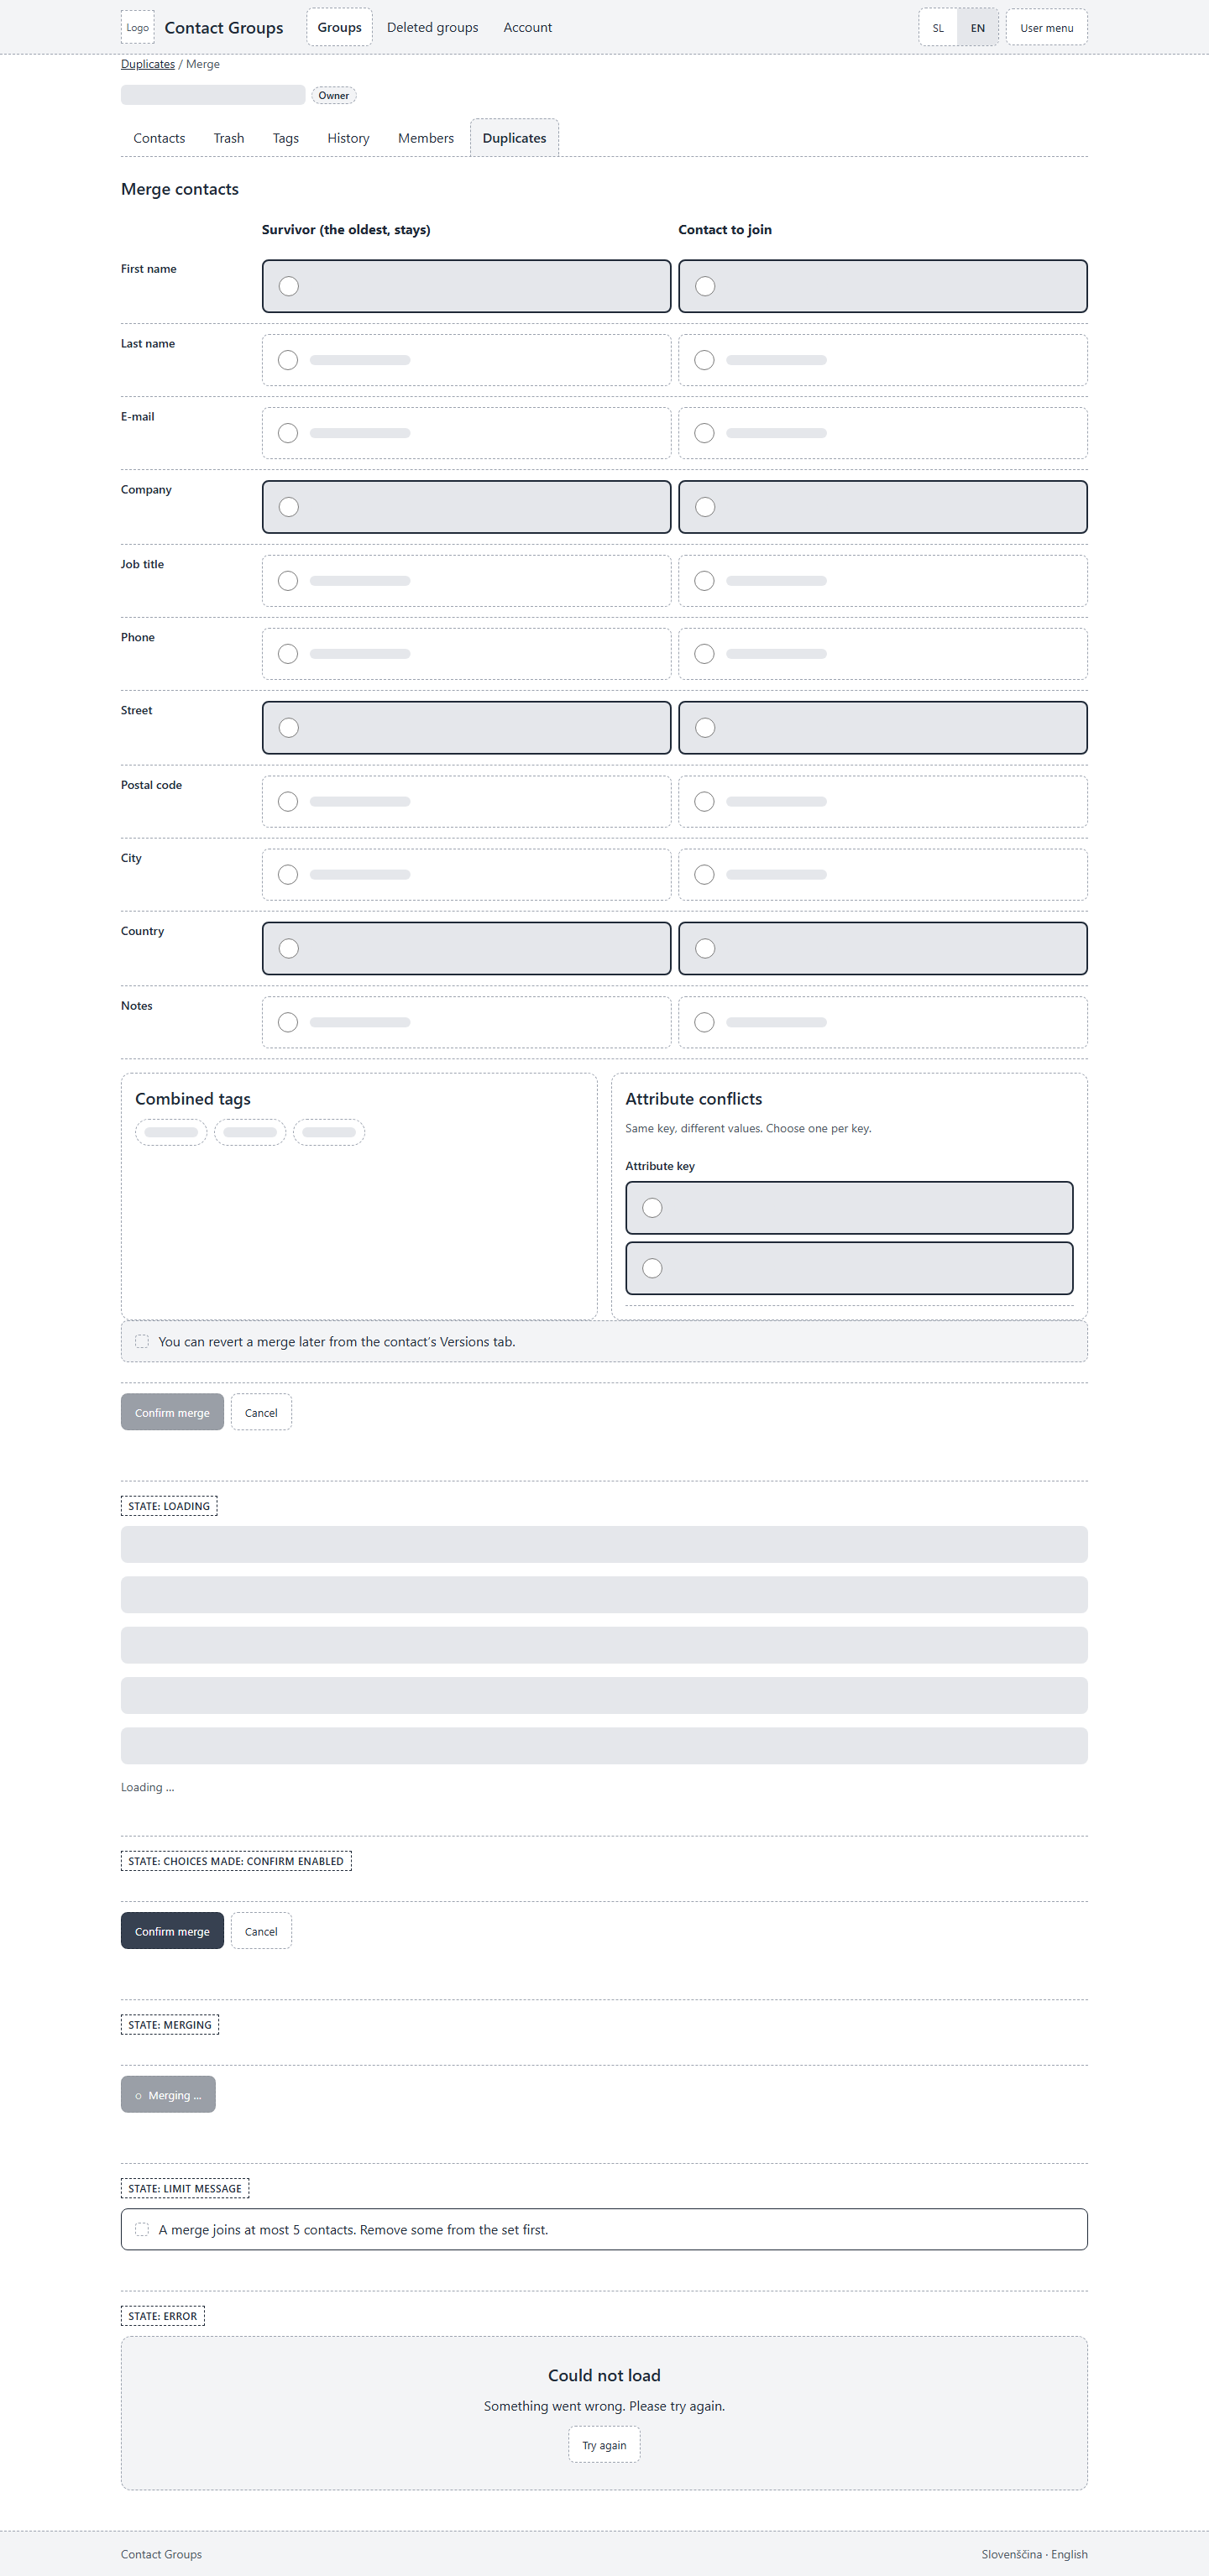 Logo Contact Groups Groups Deleted groups Account SL EN User menu
Duplicates / Merge
Owner
Contacts Trash Tags History Members Duplicates
Merge contacts
Survivor (the oldest, stays) Contact to join
First name
Last name
E-mail
Company
Job title
Phone
Street
Postal code
City
Country
Notes
Combined tags
Attribute conflicts
Same key, different values. Choose one per key.
Attribute key
You can revert a merge later from the contact's Versions tab.
Confirm merge Cancel
STATE: LOADING
Loading ...
STATE: CHOICES MADE: CONFIRM ENABLED
Confirm merge Cancel
STATE: MERGING
Merging ...
STATE: LIMIT MESSAGE
A merge joins at most 5 contacts. Remove some from the set first.
STATE: ERROR
Could not load
Something went wrong. Please try again.
Try again
Contact Groups Slovenščina · English